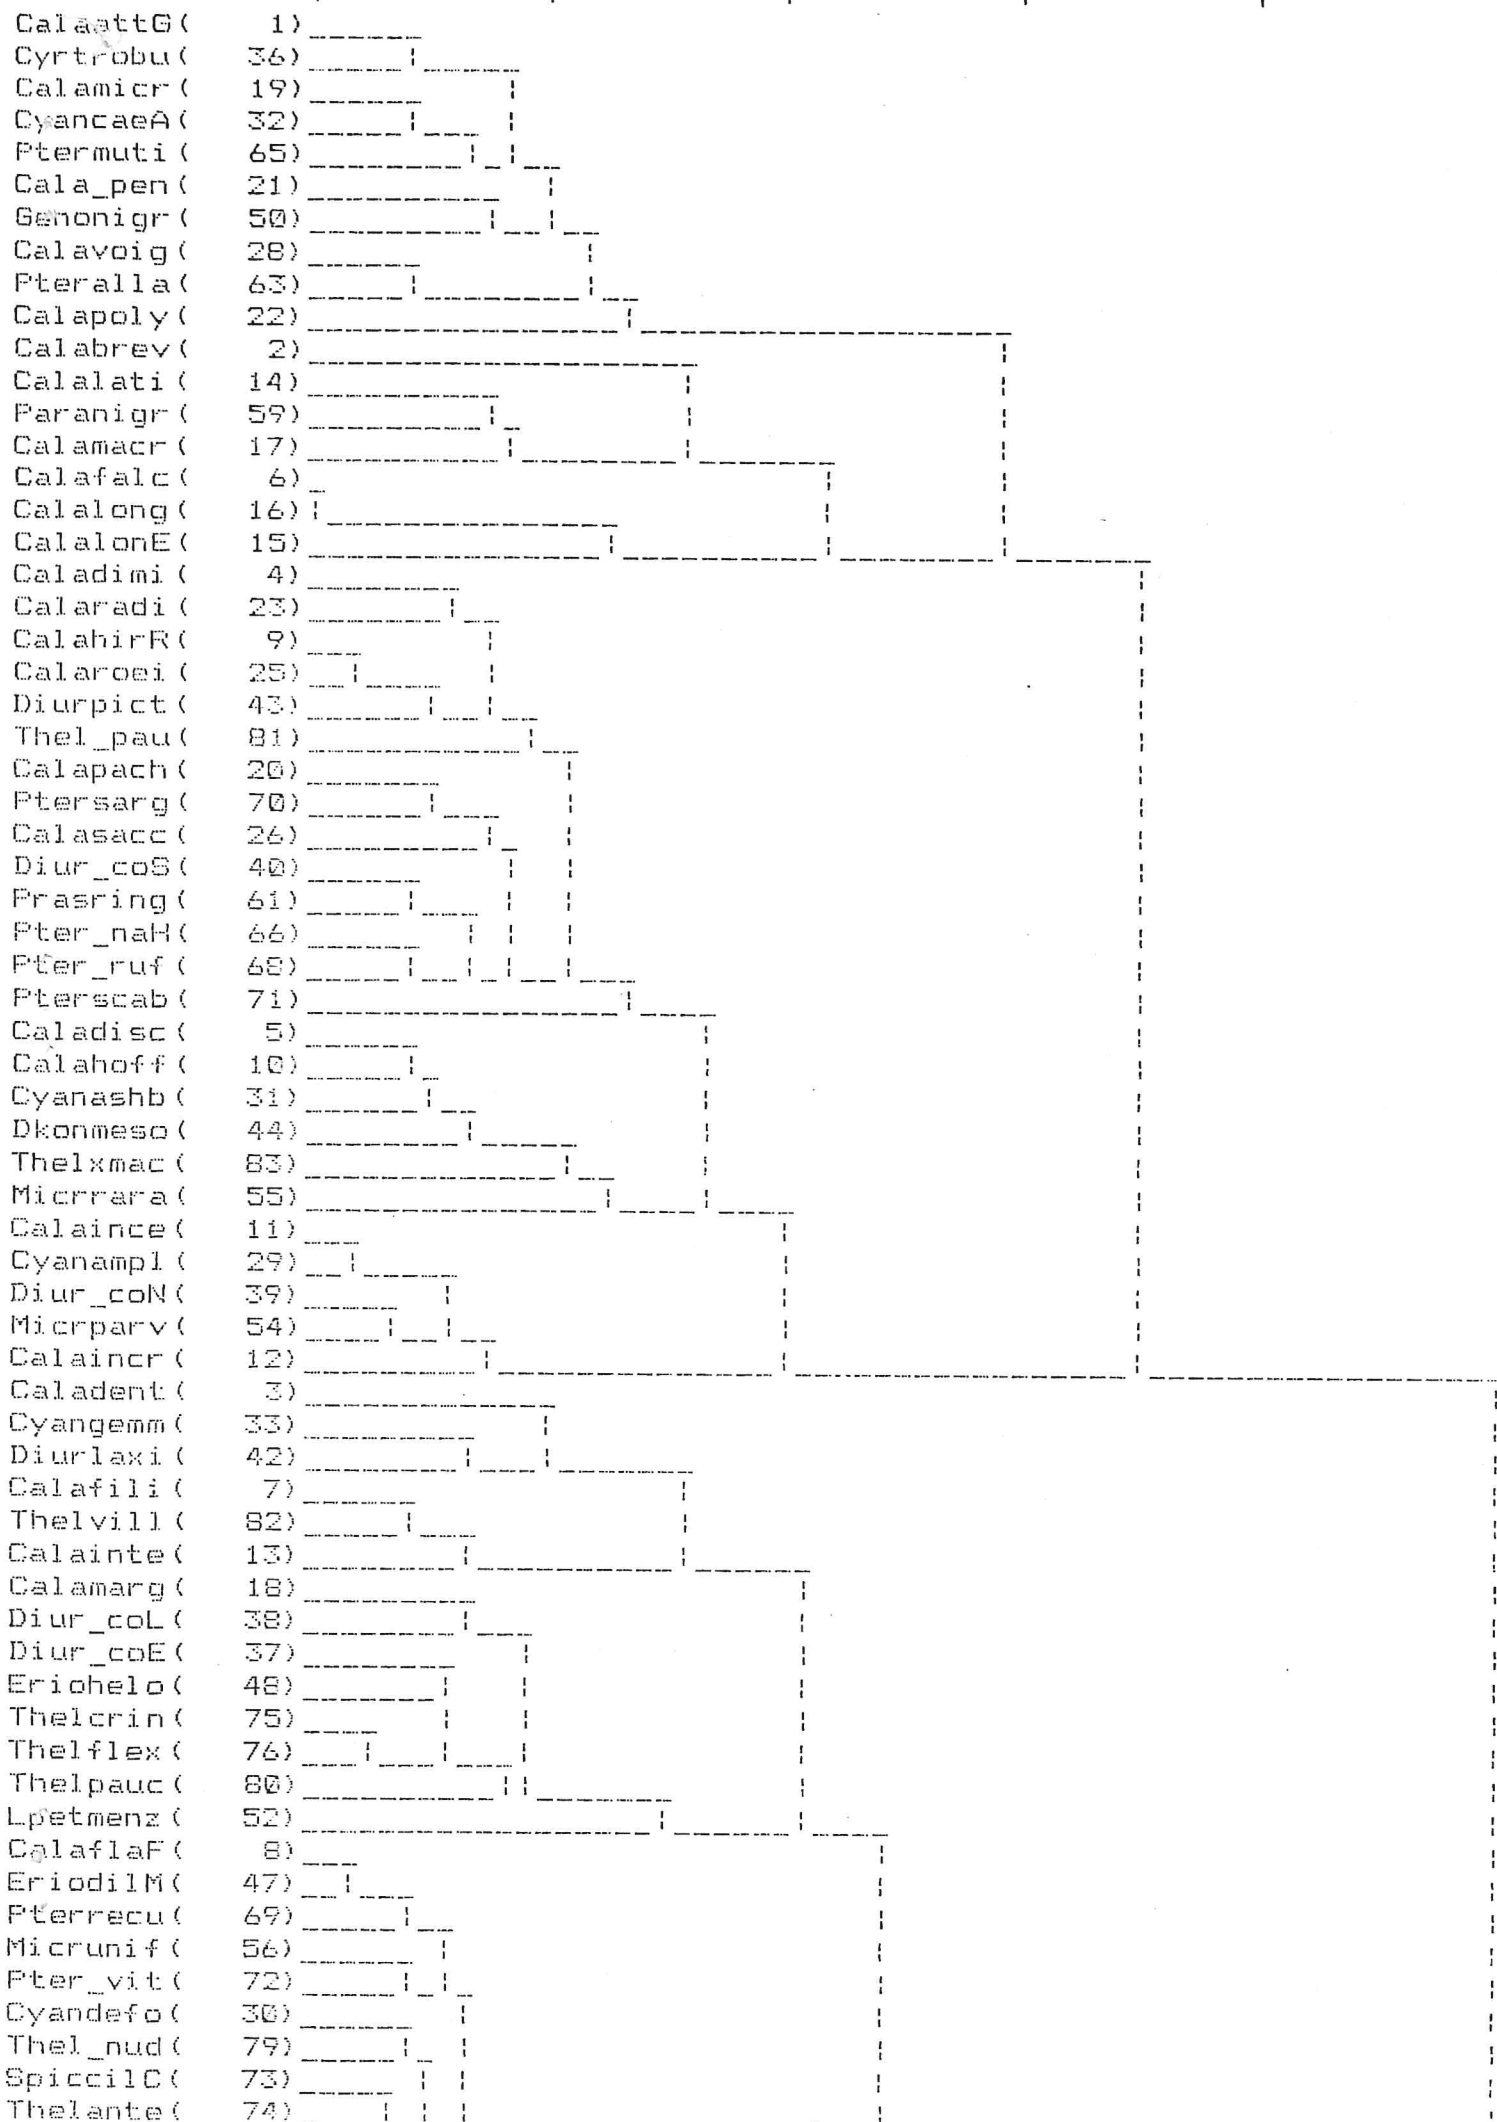 CalaattG( 1)
Cyrtrobu( 36)
Calamicr( 19)
CyancaeA( 32)
Ptermuti( 65)
Cala_pen( 21)
Genonigr( 50)
Calavoig( 28)
Pteralla( 63)
Calapoly( 22)
Calabrev( 2)
Calalati( 14)
Paranigr( 59)
Calamacr( 17)
Calafalc( 6)
Calalong( 16)
CalalonE( 15)
Caladimi( 4)
Calaradi( 23)
CalahirR( 9)
Calaroei( 25)
Diurpict( 43)
Thel_pau( 81)
Calapach( 20)
Ptersarg( 70)
Calasacc( 26)
Diur_coS( 40)
Prasring( 61)
Pter_naH( 66)
Pter_ruf( 68)
Pterscab( 71)
Caladisc( 5)
Calahoff( 10)
Cyanashb( 31)
Dkonmeso( 44)
Thelxmac( 83)
Micrrara( 55)
Calaince( 11)
Cyanampl( 29)
Diur_coN( 39)
Micrparv( 54)
Calaincr( 12)
Caladent( 3)
Cyangemm( 33)
Diurlaxi( 42)
Calafili( 7)
Thelvill( 82)
Calainte( 13)
Calamarg( 18)
Diur_coL( 38)
Diur_coE( 37)
Eriohelo( 48)
Thelcrin( 75)
Thelflex( 76)
Thelpauc( 80)
Lpetmenz( 52)
CalaflaF( 8)
EriodilM( 47)
Pterrecu( 69)
Micrunif( 56)
Pter_vit( 72)
Cyandefo( 30)
Thel_nud( 79)
SpiccilC( 73)
Thelante( 74)